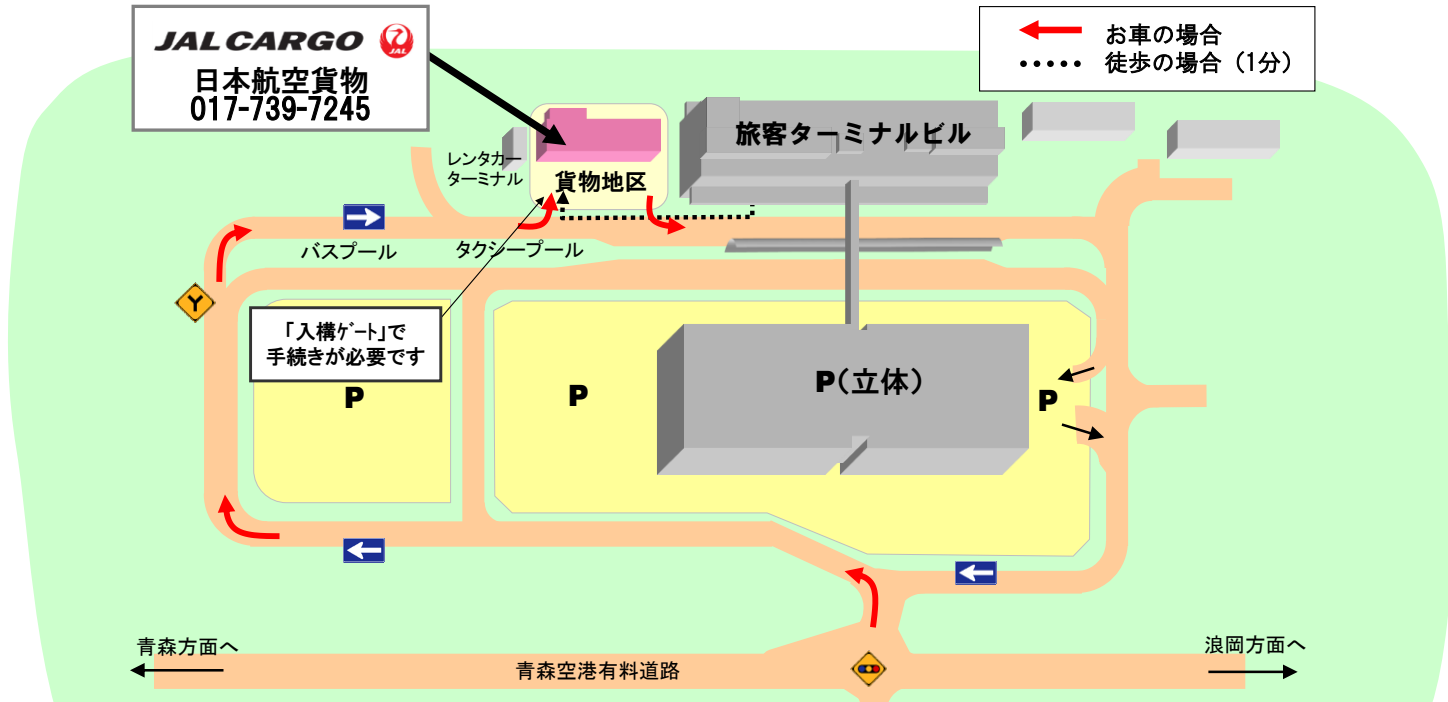 JAL CARGO
JAL
日本航空貨物
017-739-7245
お車の場合
徒歩の場合（1分）
旅客ターミナルビル
レンタカー
ターミナル
貨物地区
バスプール
タクシープール
「入構ｹﾞｰﾄ」で
手続きが必要です
P
P
P（立体）
P
青森方面へ
浪岡方面へ
青森空港有料道路